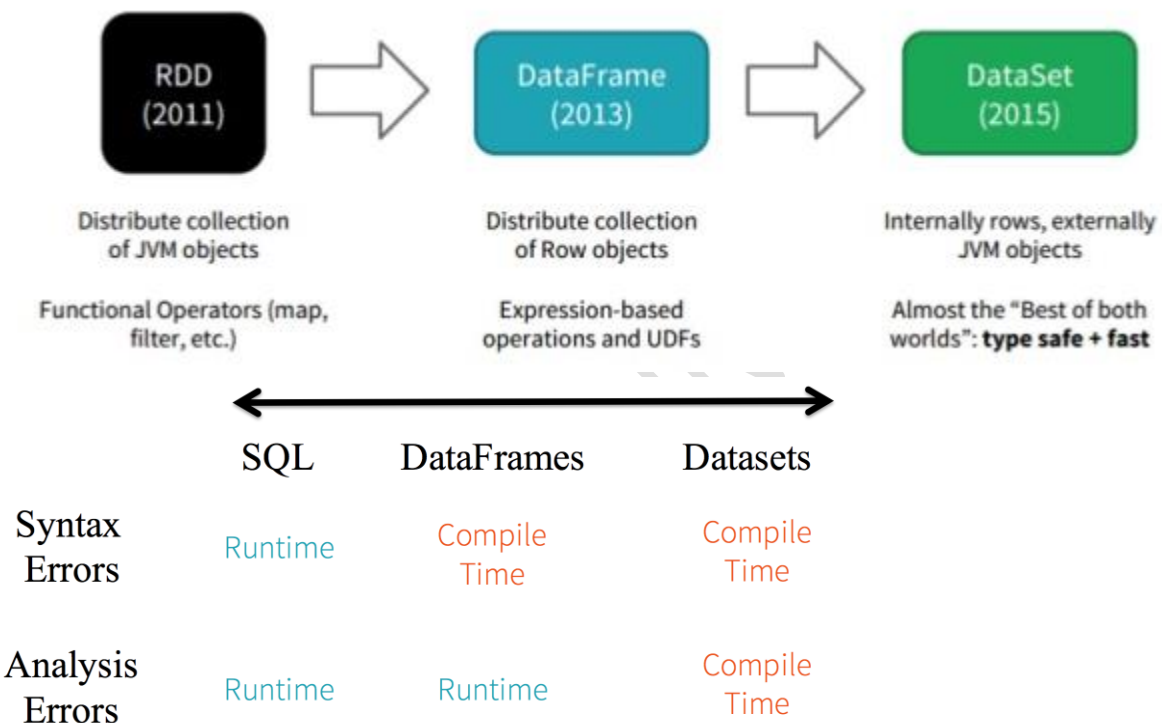 RDD
(2011)
DataFrame
(2013)
DataSet
(2015)
Distribute collection
of JVM objects
Functional Operators (map,
filter, etc.)
Distribute collection
of Row objects
Expression-based
operations and UDFs
Internally rows, externally
JVM objects
Almost the “Best of both
worlds”: type safe + fast
SQL DataFrames Datasets
Syntax
Errors
Runtime
Compile
Time
Compile
Time
Analysis
Errors
Runtime
Runtime
Compile
Time